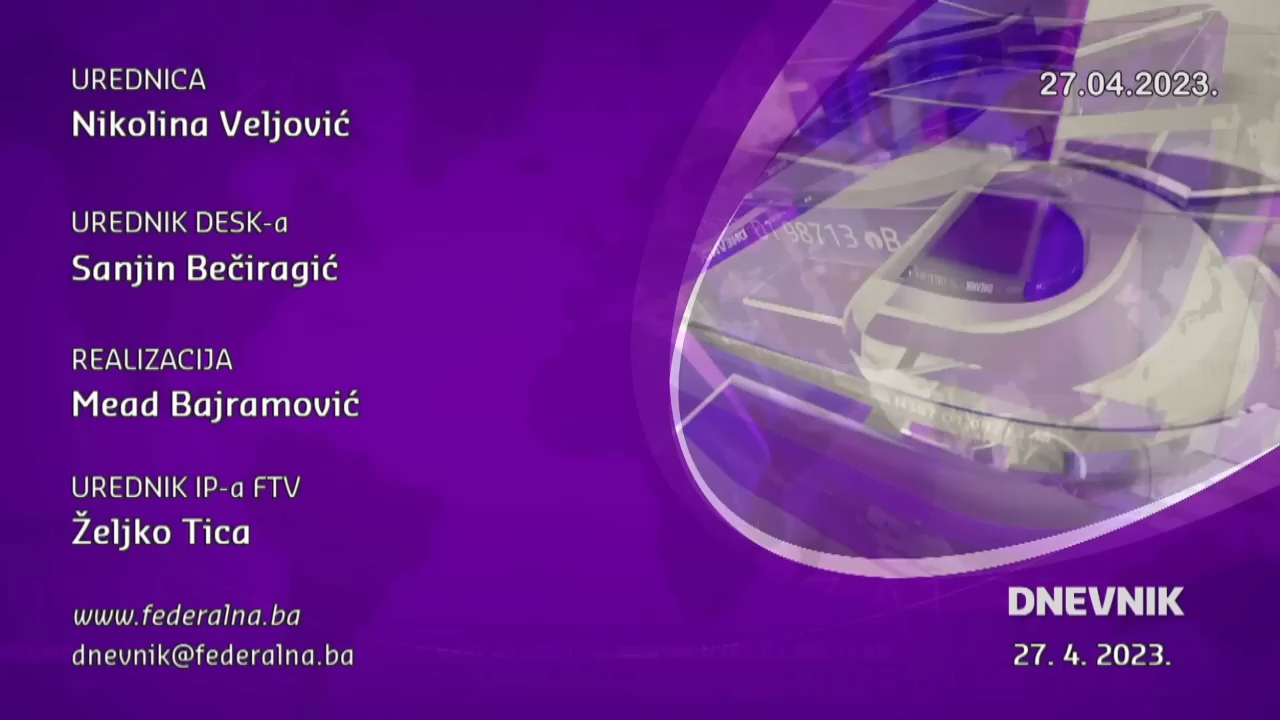 UREDNICA
Nikolina Veljović
UREDNIK DESK-a
Sanjin Bečiragić
REALIZACIJA
Mead Bajramović
UREDNIK IP-a FTV
Željko Tica
www.federalna.ba
dnevnik@federalna.ba
27.04.2023.
DNEVNIK
27. 4. 2023.